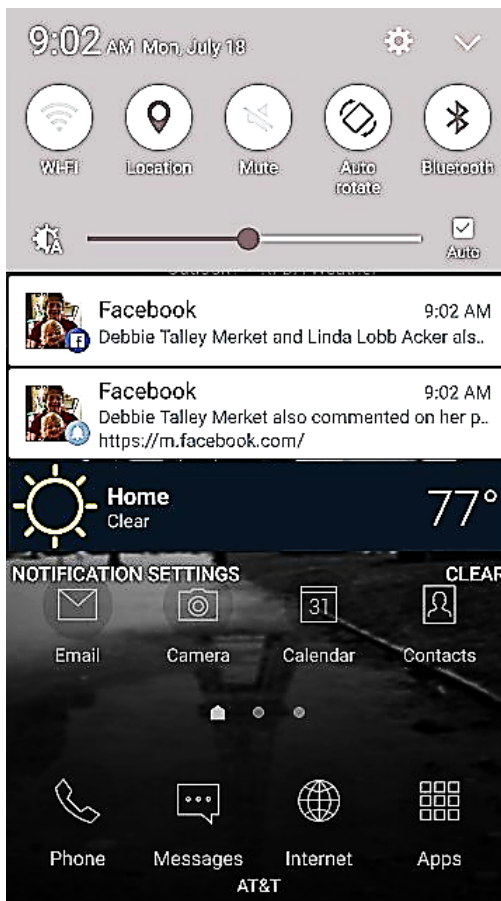 9:02 AM Mon, July 18
Wi-Fi Location Mute Auto rotate Bluetooth
Auto
Facebook 9:02 AM
Debbie Talley Merket and Linda Lobb Acker als..
Facebook 9:02 AM
Debbie Talley Merket also commented on her p..
https://m.facebook.com/
Home
Clear
77°
NOTIFICATION SETTINGS CLEAR
31
Email Camera Calendar Contacts
Phone Messages Internet Apps
AT&T